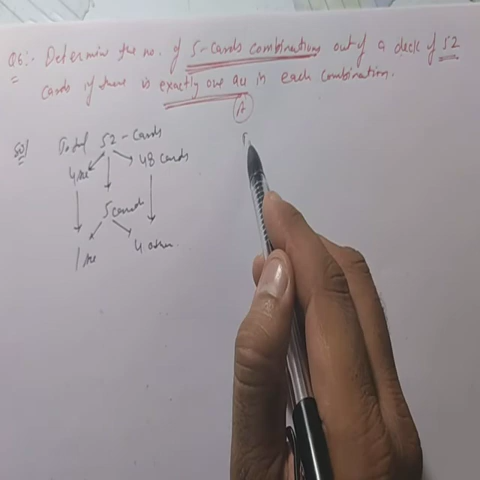 Q6:- Determine the no. of 5-cards combinations out of a deck of 52
cards if there is exactly one ace in each combination.
A
Sol Total 52-Cards
4 ace 48 cards
5 cards
1 ace 4 other